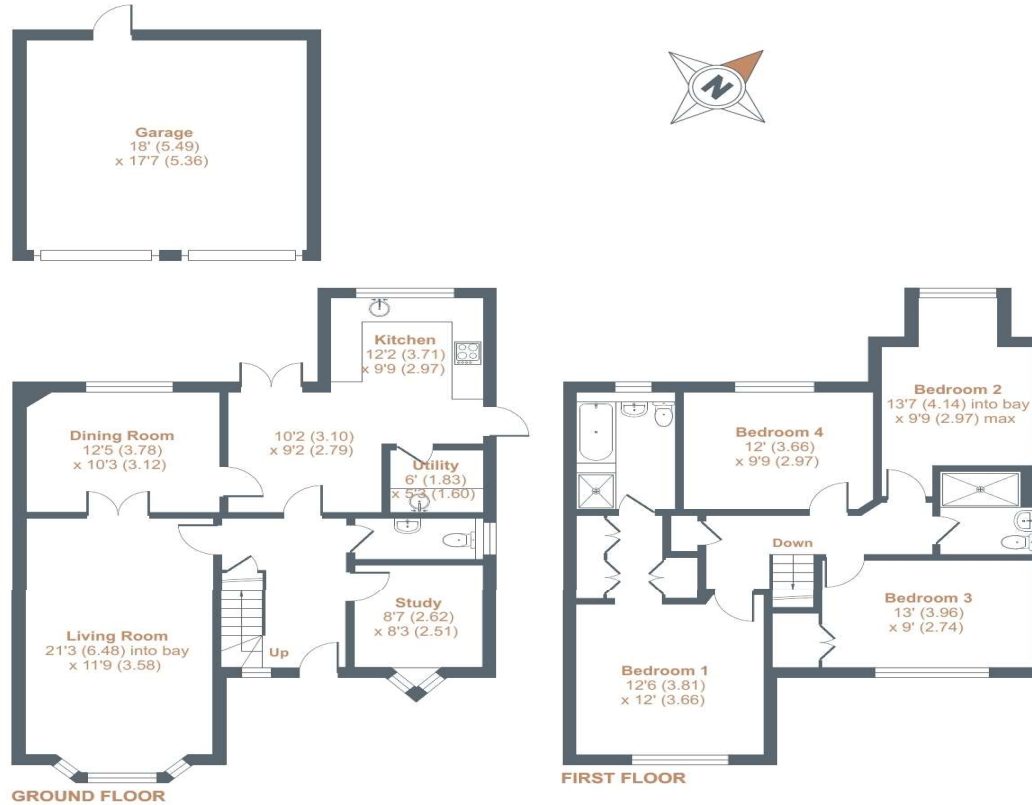 Garage
18' (5.49)
x 17'7 (5.36)
N
Kitchen
12'2 (3.71)
x 9'9 (2.97)
Dining Room
12'5 (3.78)
x 10'3 (3.12)
10'2 (3.10)
x 9'2 (2.79)
Utility
6' (1.83)
x 5'3 (1.60)
Living Room
21'3 (6.48) into bay
x 11'9 (3.58)
Up
Study
8'7 (2.62)
x 8'3 (2.51)
GROUND FLOOR
Bedroom 2
13'7 (4.14) into bay
x 9'9 (2.97) max
Bedroom 4
12' (3.66)
x 9'9 (2.97)
Down
Bedroom 3
13' (3.96)
x 9' (2.74)
Bedroom 1
12'6 (3.81)
x 12' (3.66)
FIRST FLOOR